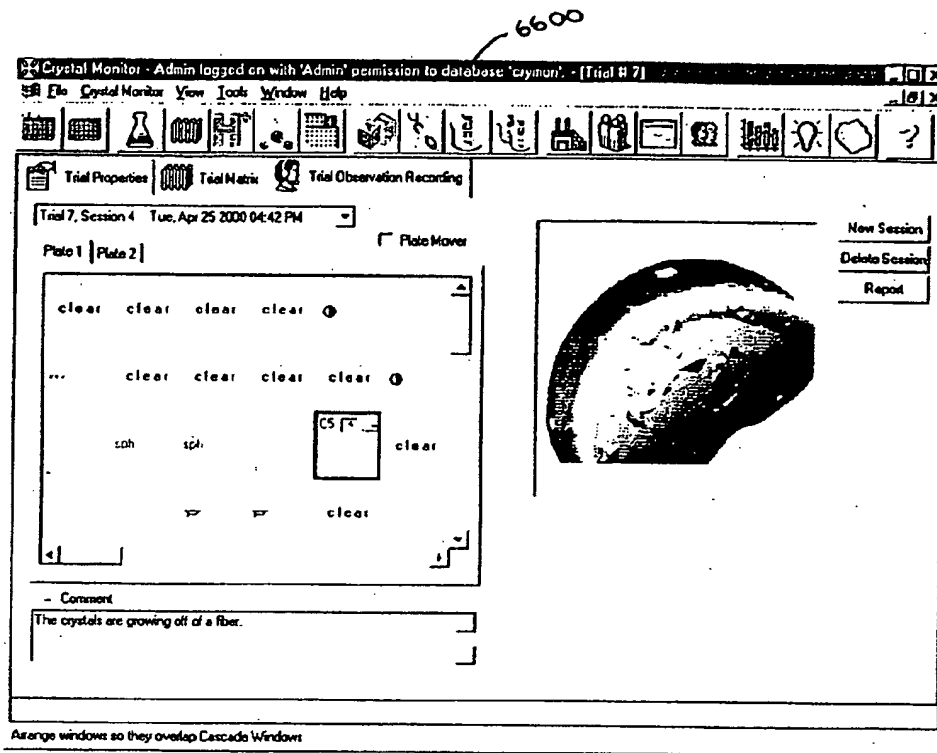 6600
Crystal Monitor - Admin logged on with 'Admin' permission to database 'crymon'. - [Trial # 7]
File Crystal Monitor View Tools Window Help
Trial Properties Trial Matrix Trial Observation Recording
Trial 7, Session 4 Tue, Apr 25 2000 04:42 PM
Plate Mover
New Session
Delete Session
Report
Plate 1 Plate 2
clear clear clear clear
clear clear clear clear
C5
sph sph clear
clear
Comment
The crystals are growing off of a fiber.
Arrange windows so they overlap Cascade Windows